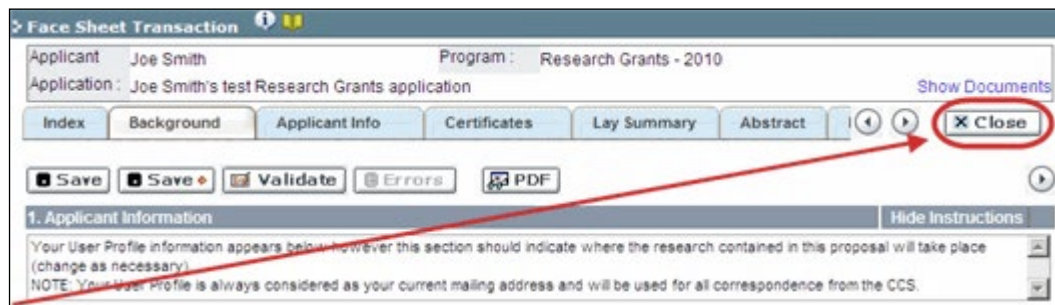 Face Sheet Transaction
Applicant Joe Smith Program : Research Grants - 2010
Application : Joe Smith's test Research Grants application Show Documents
Index Background Applicant Info Certificates Lay Summary Abstract Close
Save Save Validate Errors PDF
1. Applicant Information Hide Instructions
Your User Profile information appears below however this section should indicate where the research contained in this proposal will take place
(change as necessary)
NOTE: Your User Profile is always considered as your current mailing address and will be used for all correspondence from the CCS.